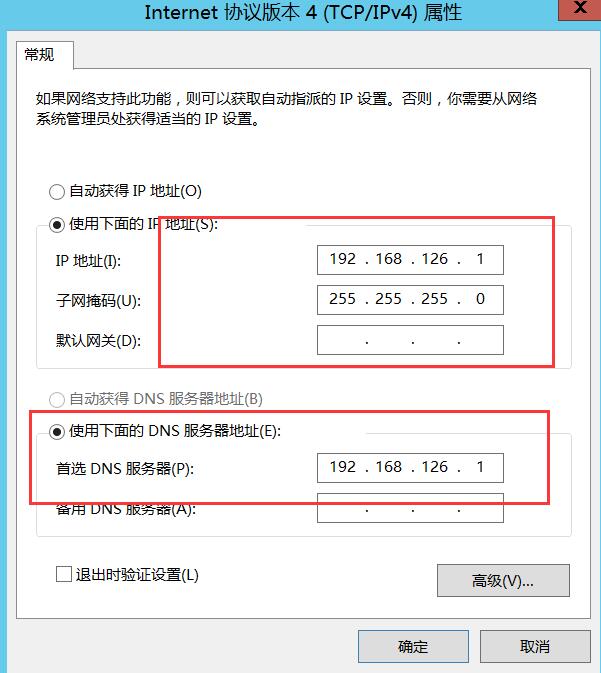 Internet 协议版本 4 (TCP/IPv4) 属性
X
常规
如果网络支持此功能，则可以获取自动指派的 IP 设置。否则，你需要从网络
系统管理员处获得适当的 IP 设置。
自动获得 IP 地址(O)
使用下面的 IP 地址(S):
IP 地址(I): 192 . 168 . 126 . 1
子网掩码(U): 255 . 255 . 255 . 0
默认网关(D): . . .
自动获得 DNS 服务器地址(B)
使用下面的 DNS 服务器地址(E):
首选 DNS 服务器(P): 192 . 168 . 126 . 1
备用 DNS 服务器(A): . . .
退出时验证设置(L)
高级(V)...
确定 取消